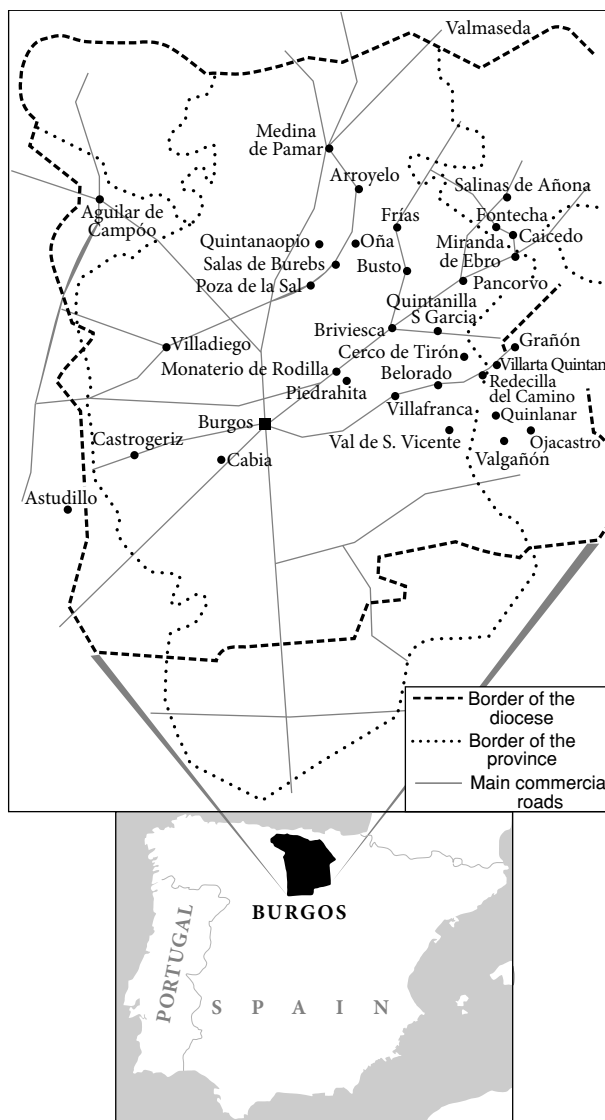 Valmaseda
Medina
de Pamar
Arroyelo
Salinas de Añona
Aguilar de
Campóo
Frías
Fontecha
Quintanaopio
Oña
Miranda
de Ebro
Caicedo
Salas de Burebs
Busto
Poza de la Sal
Pancorvo
Quintanilla
S Garcia
Briviesca
Grañón
Villadiego
Cerco de Tirón
Villarta Quintan
Monaterio de Rodilla
Belorado
Redecilla
del Camino
Piedrahita
Villafranca
Quinlanar
Burgos
Castrogeriz
Val de S. Vicente
Ojacastro
Cabia
Valgañón
Astudillo
Border of the
diocese
Border of the
province
Main commercia
roads
BURGOS
PORTUGAL
SPAIN